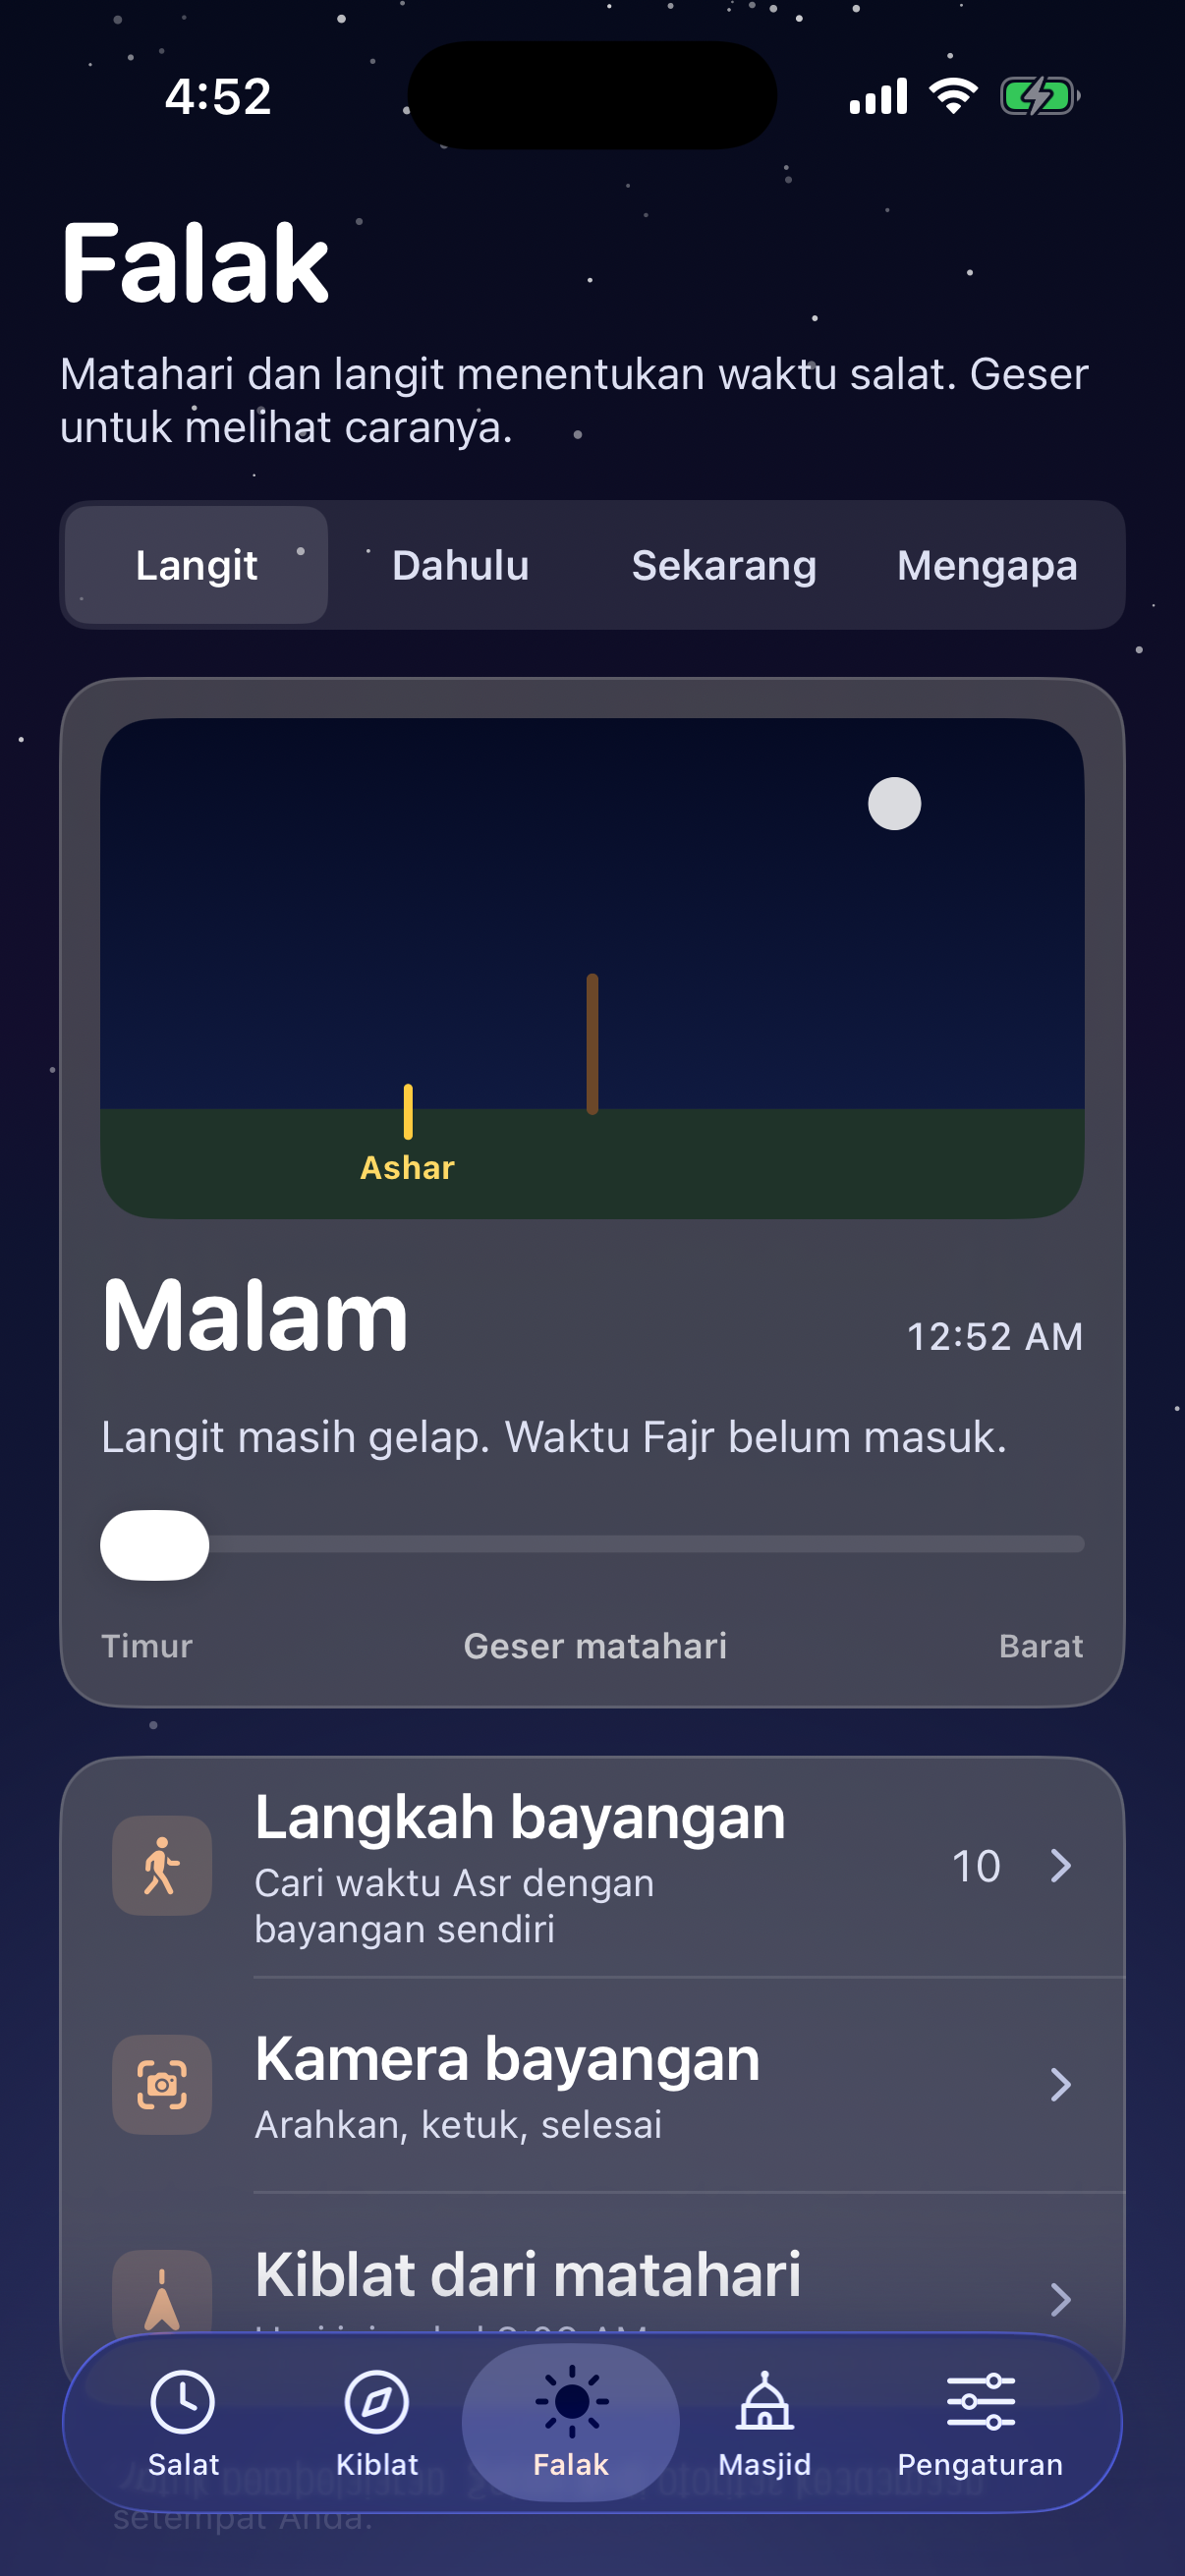 4:52
Falak
Matahari dan langit menentukan waktu salat. Geser
untuk melihat caranya.
Langit
Dahulu
Sekarang
Mengapa
Ashar
Malam
12:52 AM
Langit masih gelap. Waktu Fajr belum masuk.
Timur
Geser matahari
Barat
Langkah bayangan
Cari waktu Asr dengan
bayangan sendiri
10
Kamera bayangan
Arahkan, ketuk, selesai
Kiblat dari matahari
Salat
Kiblat
Falak
Masjid
Pengaturan
setempat Anda.